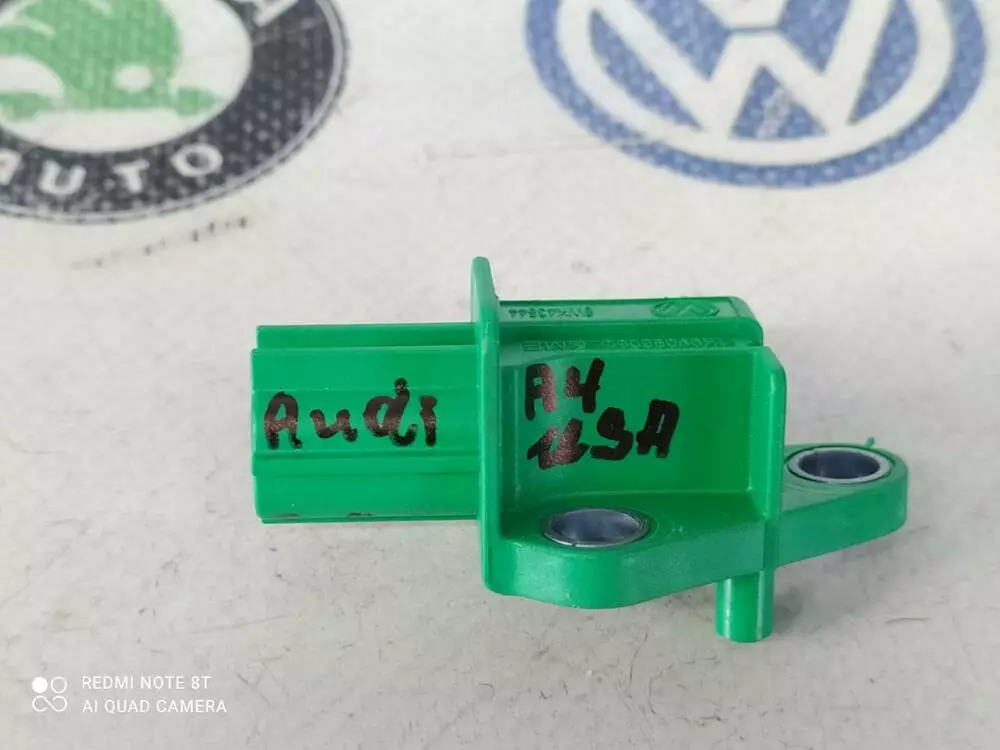 AUTO
Audi
A4
USA
REDMI NOTE 8T
AI QUAD CAMERA